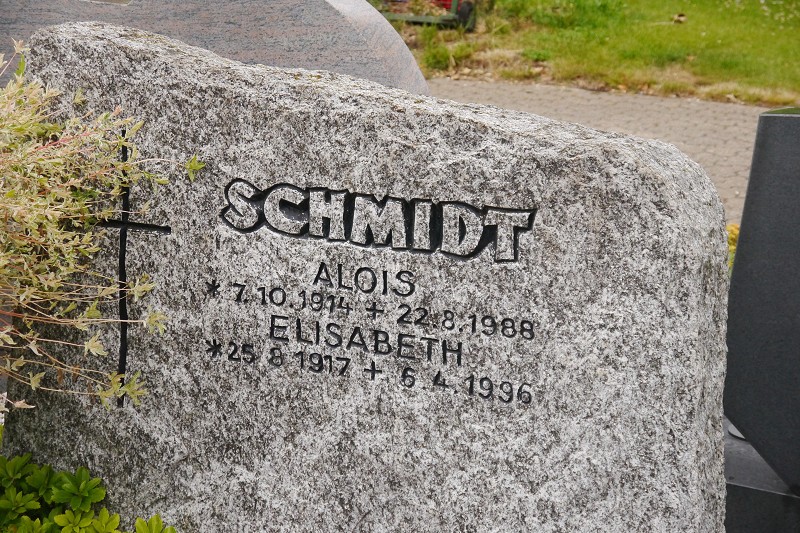 SCHMIDT
ALOIS
* 7.10.1914 + 22.8.1988
ELISABETH
* 25 8 1917 + 6.4.1996